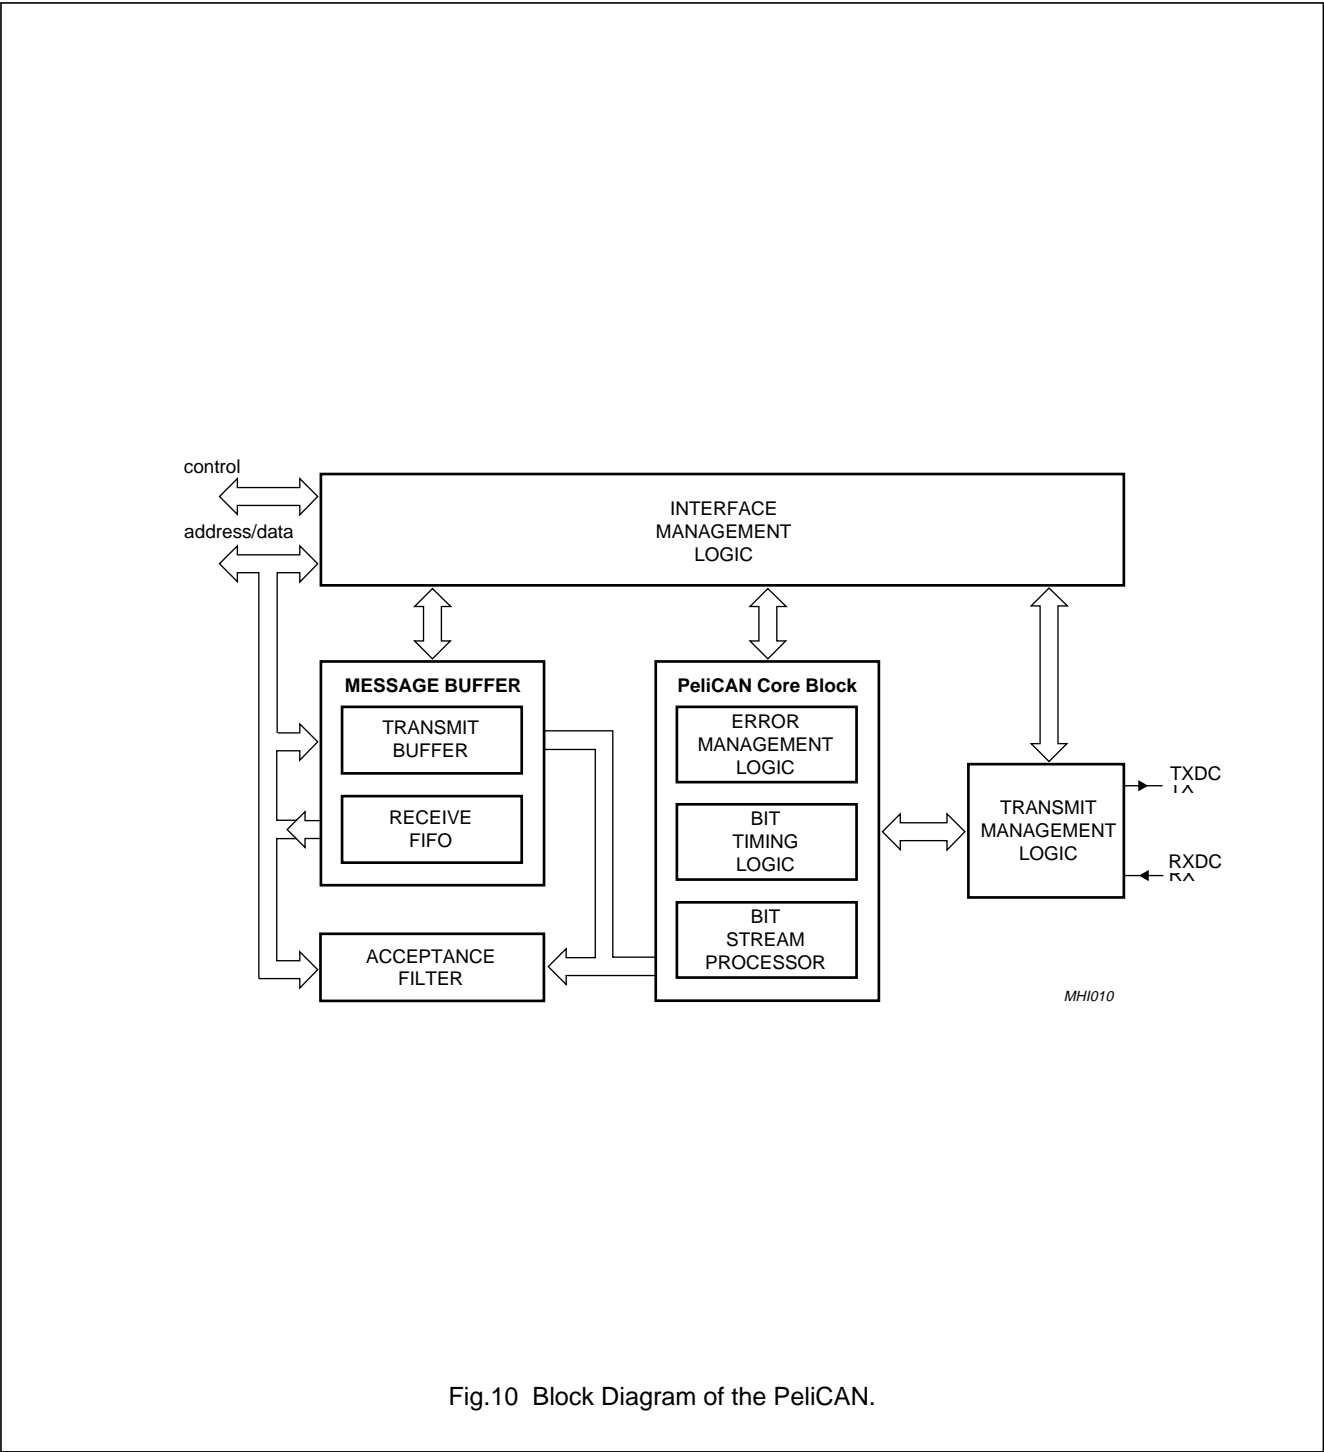 control
address/data
INTERFACE
MANAGEMENT
LOGIC
MESSAGE BUFFER
TRANSMIT
BUFFER
RECEIVE
FIFO
ACCEPTANCE
FILTER
PeliCAN Core Block
ERROR
MANAGEMENT
LOGIC
BIT
TIMING
LOGIC
BIT
STREAM
PROCESSOR
TRANSMIT
MANAGEMENT
LOGIC
TXDC
RXDC
MHI010
Fig.10 Block Diagram of the PeliCAN.